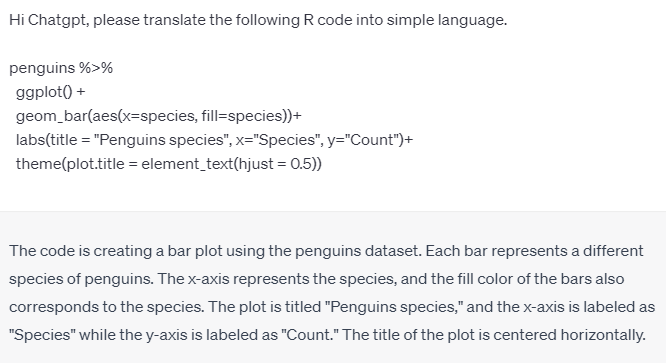 Hi Chatgpt, please translate the following R code into simple language.
penguins %>%
ggplot() +
geom_bar(aes(x=species, fill=species))+
labs(title = "Penguins species", x="Species", y="Count")+
theme(plot.title = element_text(hjust = 0.5))
The code is creating a bar plot using the penguins dataset. Each bar represents a different
species of penguins. The x-axis represents the species, and the fill color of the bars also
corresponds to the species. The plot is titled "Penguins species," and the x-axis is labeled as
"Species" while the y-axis is labeled as "Count." The title of the plot is centered horizontally.